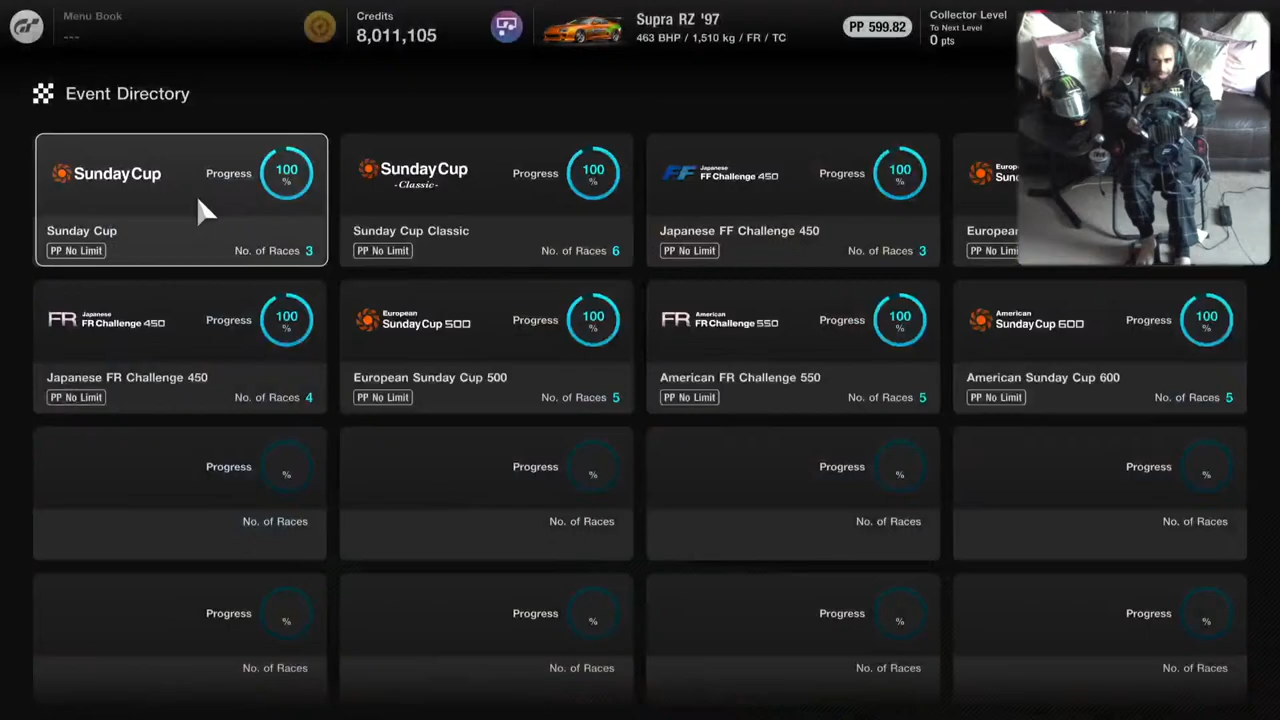 Menu Book
---
Credits
8,011,105
Supra RZ '97
463 BHP / 1,510 kg / FR / TC
PP 599.82
Collector Level
To Next Level
0 pts
Event Directory
Sunday Cup
Progress
100
%
Sunday Cup
PP No Limit
No. of Races 3
Sunday Cup
-Classic-
Progress
100
%
Sunday Cup Classic
PP No Limit
No. of Races 6
FF
Japanese
FF Challenge 450
Progress
100
%
Japanese FF Challenge 450
PP No Limit
No. of Races 3
FR
Japanese
FR Challenge 450
Progress
100
%
Japanese FR Challenge 450
PP No Limit
No. of Races 4
European
Sunday Cup 500
Progress
100
%
European Sunday Cup 500
PP No Limit
No. of Races 5
FR
American
FR Challenge 550
Progress
100
%
American FR Challenge 550
PP No Limit
No. of Races 5
American
Sunday Cup 600
Progress
100
%
American Sunday Cup 600
PP No Limit
No. of Races 5
Progress
%
No. of Races
Progress
%
No. of Races
Progress
%
No. of Races
Progress
%
No. of Races
Progress
%
No. of Races
Progress
%
No. of Races
Progress
%
No. of Races
Progress
%
No. of Races